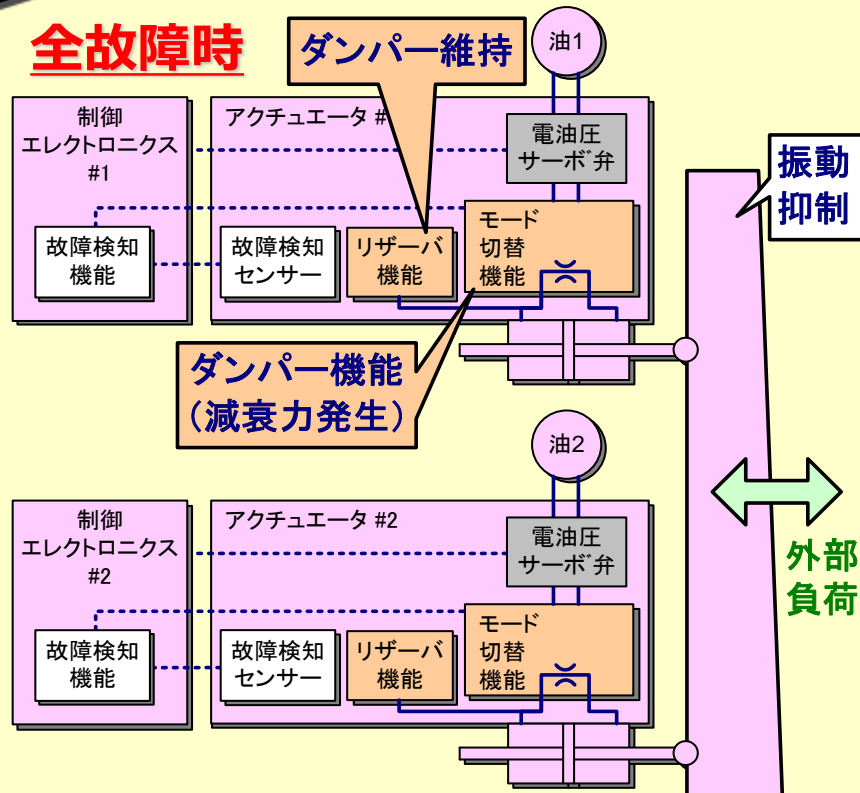 全故障時
ダンパー維持
油1
制御
エレクトロニクス
#1
アクチュエータ #
電油圧
サーボ弁
振動
抑制
故障検知
機能
故障検知
センサー
リザーバ
機能
モード
切替
機能
ダンパー機能
（減衰力発生）
油2
制御
エレクトロニクス
#2
アクチュエータ #2
電油圧
サーボ弁
外部
負荷
故障検知
機能
故障検知
センサー
リザーバ
機能
モード
切替
機能